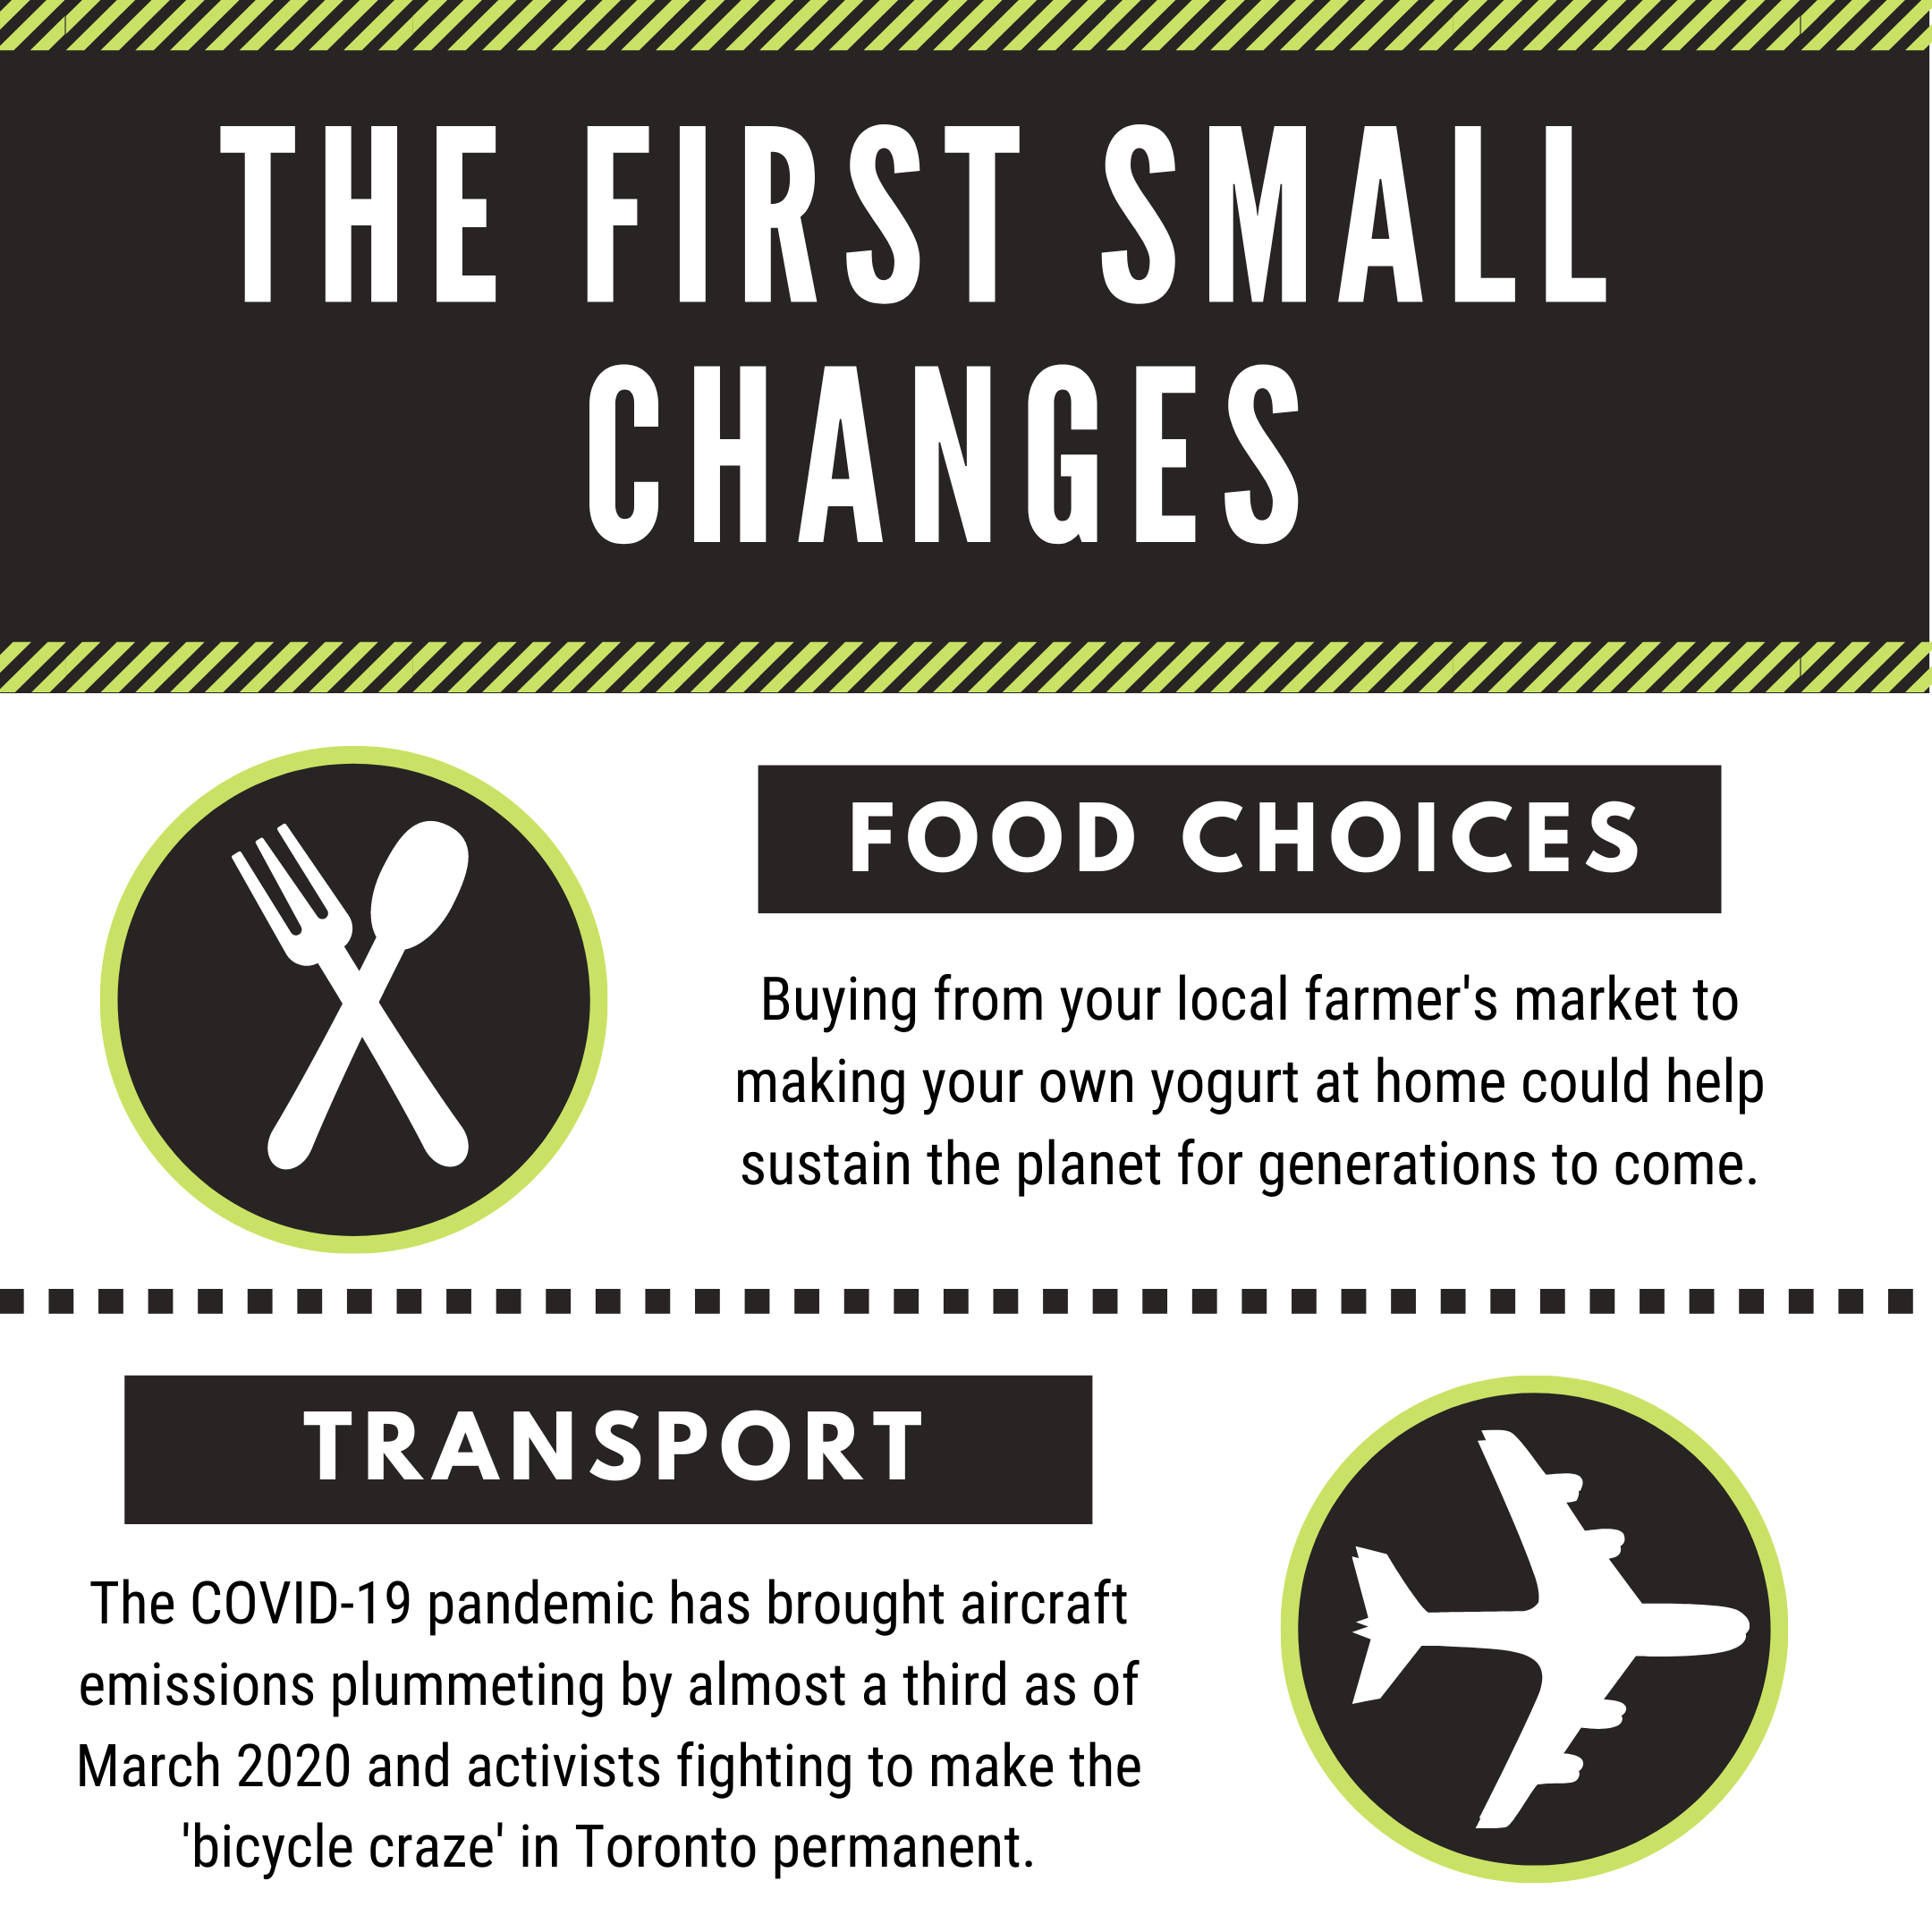 THE FIRST SMALL
CHANGES
FOOD CHOICES
Buying from your local farmer's market to
making your own yogurt at home could help
sustain the planet for generations to come.
TRANSPORT
The COVID-19 pandemic has brought aircraft
emissions plummeting by almost a third as of
March 2020 and activists fighting to make the
'bicycle craze' in Toronto permanent.